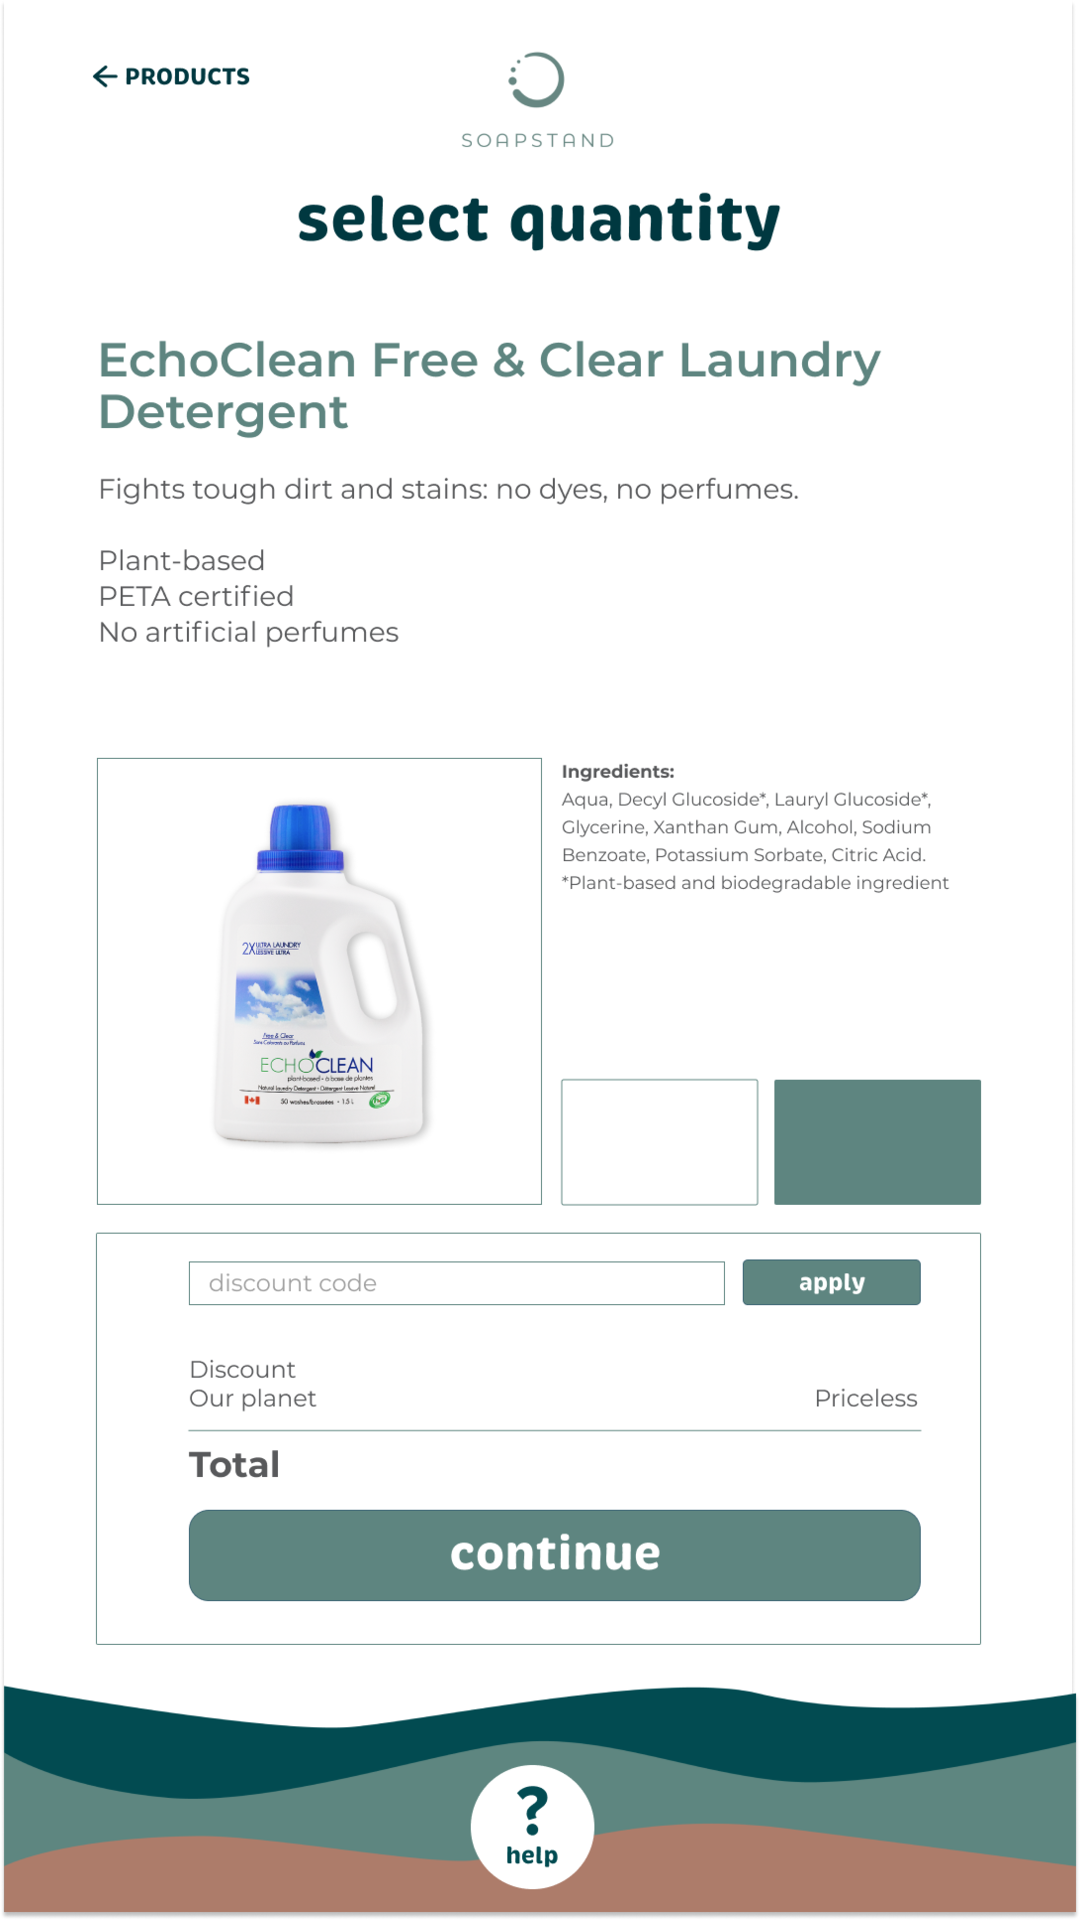 ← PRODUCTS
SOAPSTAND
select quantity
EchoClean Free & Clear Laundry
Detergent
Fights tough dirt and stains: no dyes, no perfumes.
Plant-based
PETA certified
No artificial perfumes
Ingredients:
Aqua, Decyl Glucoside*, Lauryl Glucoside*,
Glycerine, Xanthan Gum, Alcohol, Sodium
Benzoate, Potassium Sorbate, Citric Acid.
*Plant-based and biodegradable ingredient
2X ULTRA LAUNDRY
LESSIVE ULTRA
Free & Clear
Sans Colorants ou Parfums
ECHOCLEAN
plant-based • à base de plantes
Natural Laundry Detergent • Détergent Lessive Naturel
50 washes/brassées • 1.5 L
discount code
apply
Discount
Our planet Priceless
Total
continue
?
help